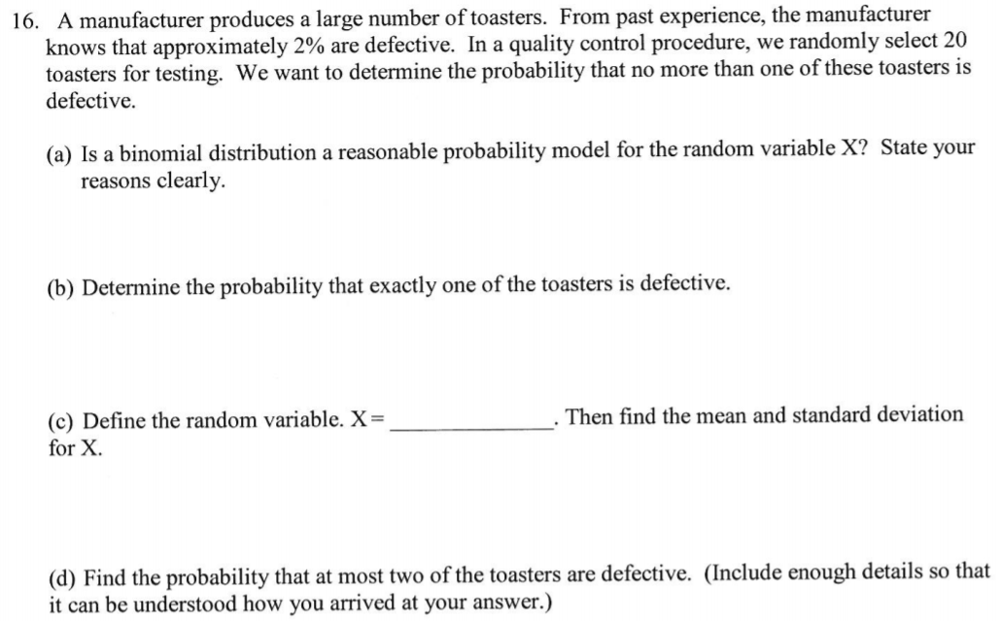 16. A manufacturer produces a large number of toasters. From past experience, the manufacturer
knows that approximately 2% are defective. In a quality control procedure, we randomly select 20
toasters for testing. We want to determine the probability that no more than one of these toasters is
defective.
(a) Is a binomial distribution a reasonable probability model for the random variable X? State your
reasons clearly.
(b) Determine the probability that exactly one of the toasters is defective.
(c) Define the random variable. X= _______________. Then find the mean and standard deviation
for X.
(d) Find the probability that at most two of the toasters are defective. (Include enough details so that
it can be understood how you arrived at your answer.)